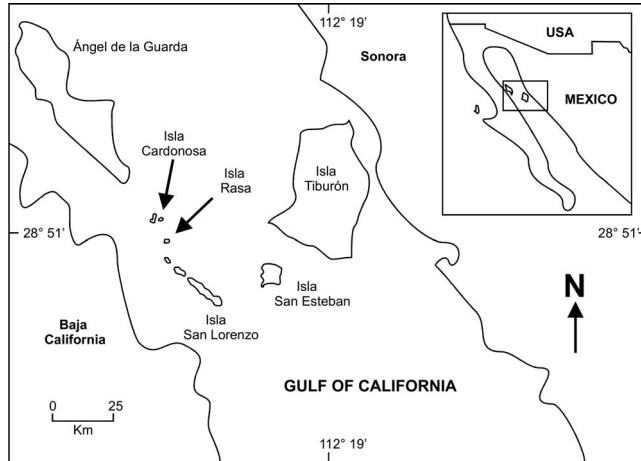 112° 19'
Ángel de la Guarda
Sonora
USA
MEXICO
Isla
Cardonosa
Isla
Rasa
Isla
Tiburón
28° 51'
28° 51'
Isla
San Esteban
Isla
San Lorenzo
Baja
California
N
GULF OF CALIFORNIA
0 25
Km
112° 19'